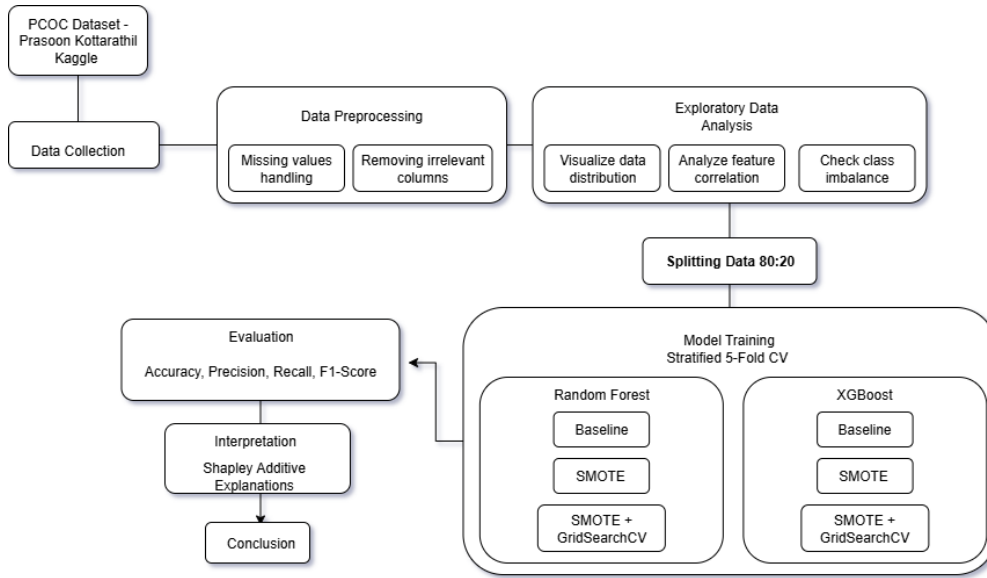 PCOC Dataset -
Prasoon Kottarathil
Kaggle
Data Collection
Data Preprocessing
Missing values
handling
Removing irrelevant
columns
Exploratory Data
Analysis
Visualize data
distribution
Analyze feature
correlation
Check class
imbalance
Splitting Data 80:20
Model Training
Stratified 5-Fold CV
Random Forest
Baseline
SMOTE
SMOTE +
GridSearchCV
XGBoost
Baseline
SMOTE
SMOTE +
GridSearchCV
Evaluation
Accuracy, Precision, Recall, F1-Score
Interpretation
Shapley Additive
Explanations
Conclusion